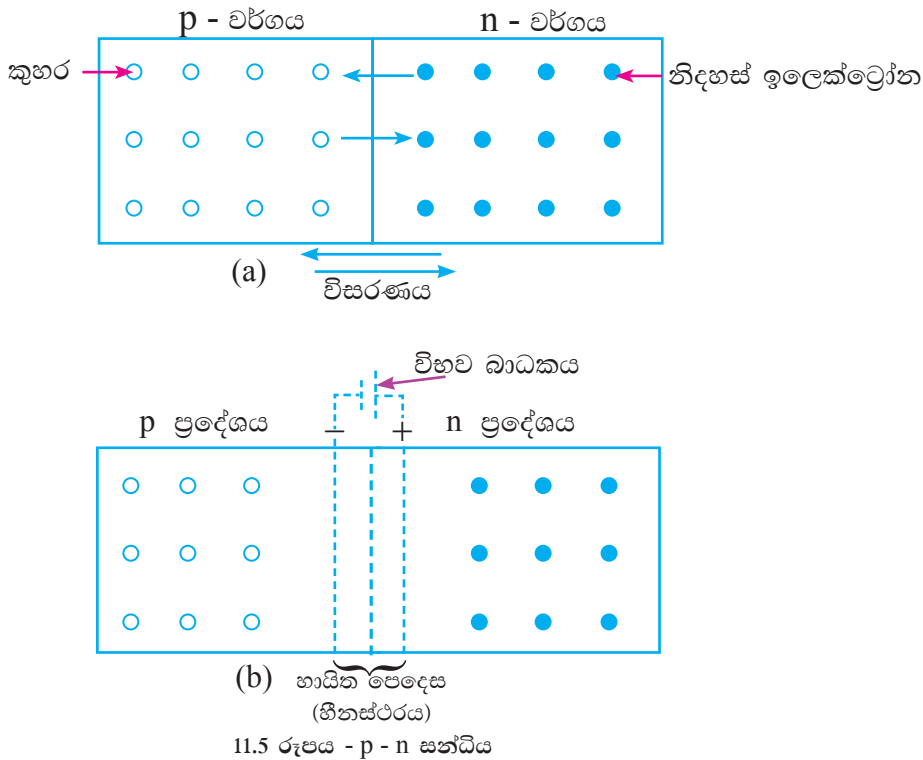 p - වර්ගය n - වර්ගය
කුහර
නිදහස් ඉලෙක්ට්‍රෝන
(a)
විසරණය
විභව බාධකය
p ප්‍රදේශය − + n ප්‍රදේශය
(b) හායිත පෙදෙස
(හීනස්ථරය)
11.5 රූපය - p - n සන්ධිය